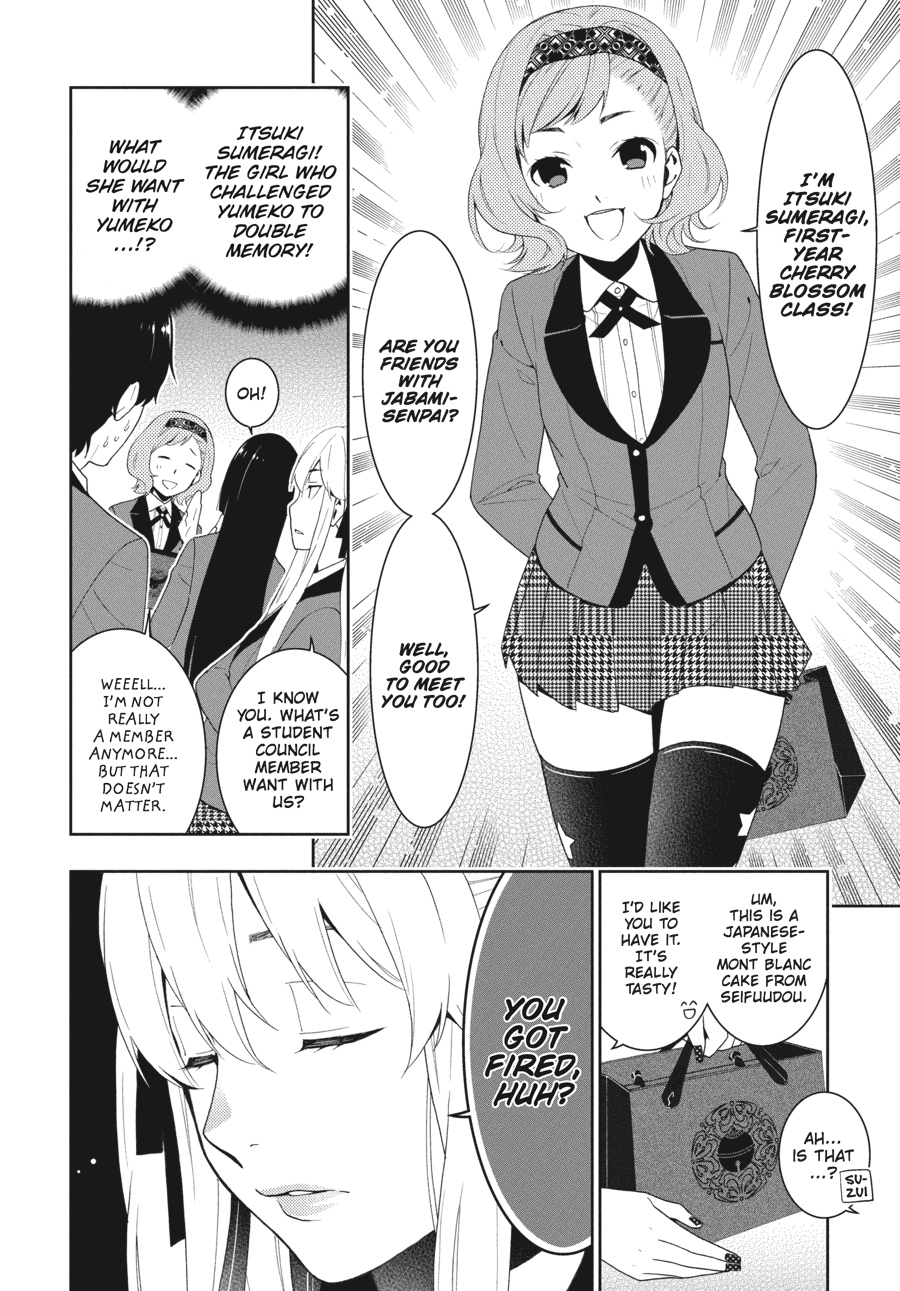 I'M
ITSUKI
SUMERAGI,
FIRST-
YEAR
CHERRY
BLOSSOM
CLASS!
ARE YOU
FRIENDS
WITH
JABAMI-
SENPAI?
WELL,
GOOD
TO MEET
YOU TOO!
ITSUKI
SUMERAGI!
THE GIRL WHO
CHALLENGED
YUMEKO TO
DOUBLE
MEMORY!
WHAT
WOULD
SHE WANT
WITH
YUMEKO
...!?
OH!
I KNOW
YOU. WHAT'S
A STUDENT
COUNCIL
MEMBER
WANT WITH
US?
WEEELL...
I'M NOT
REALLY
A MEMBER
ANYMORE...
BUT THAT
DOESN'T
MATTER.
UM,
THIS IS A
JAPANESE-
STYLE
MONT BLANC
CAKE FROM
SEIFUUDOU.
I'D LIKE
YOU TO
HAVE IT.
IT'S
REALLY
TASTY!
AH...
IS THAT
...?
SU-
ZUI
YOU
GOT
FIRED,
HUH?